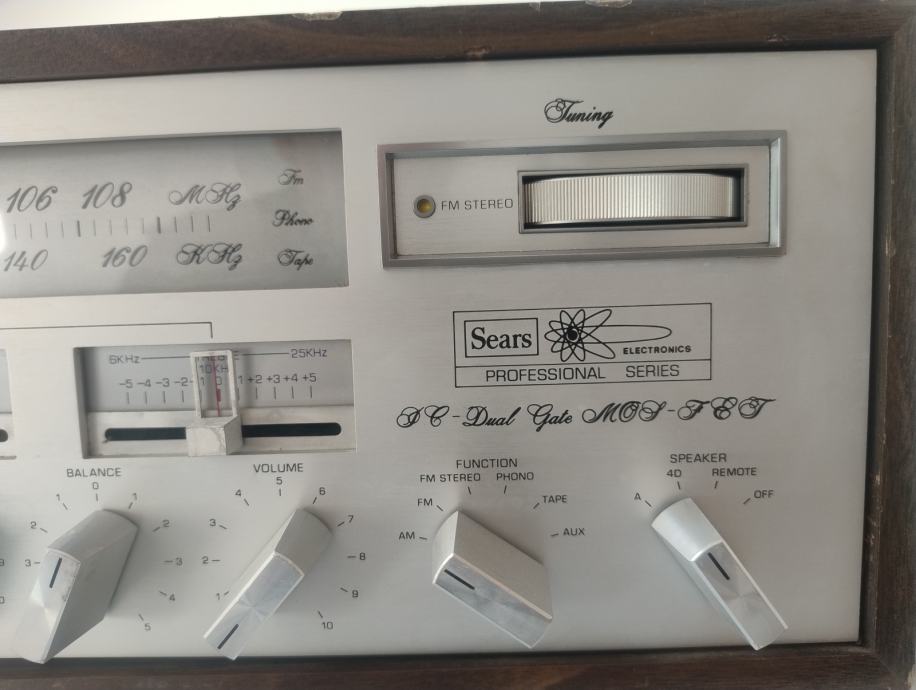 Tuning
106 108 MHz Fm
Phono
140 160 KHz Tape
FM STEREO
Sears
ELECTRONICS
PROFESSIONAL SERIES
IC-Dual Gate MOS-FET
6KHz 25KHz
10KH
-5 -4 -3 -2 -1 0 1 +2 +3 +4 +5
BALANCE
3 2 1 0 1 2 3 4 5
VOLUME
1 2 3 4 5 6 7 8 9 10
FUNCTION
FM STEREO PHONO
FM TAPE
AM AUX
SPEAKER
4D REMOTE
A OFF